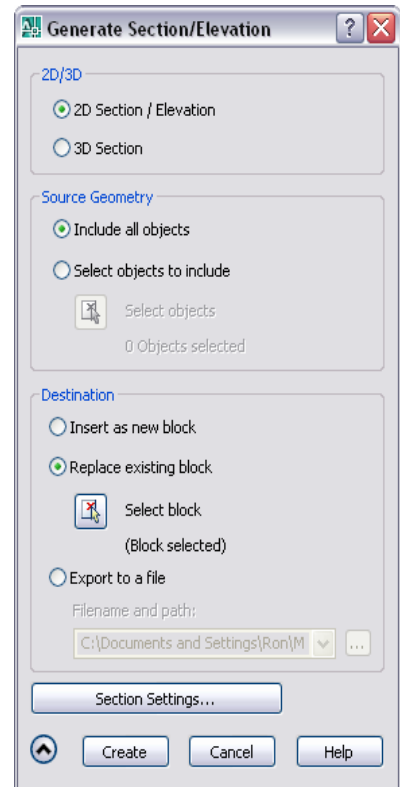 Generate Section/Elevation
2D/3D
2D Section / Elevation
3D Section
Source Geometry
Include all objects
Select objects to include
Select objects
0 Objects selected
Destination
Insert as new block
Replace existing block
Select block
(Block selected)
Export to a file
Filename and path:
C:\Documents and Settings\Ron\M
...
Section Settings...
Create Cancel Help